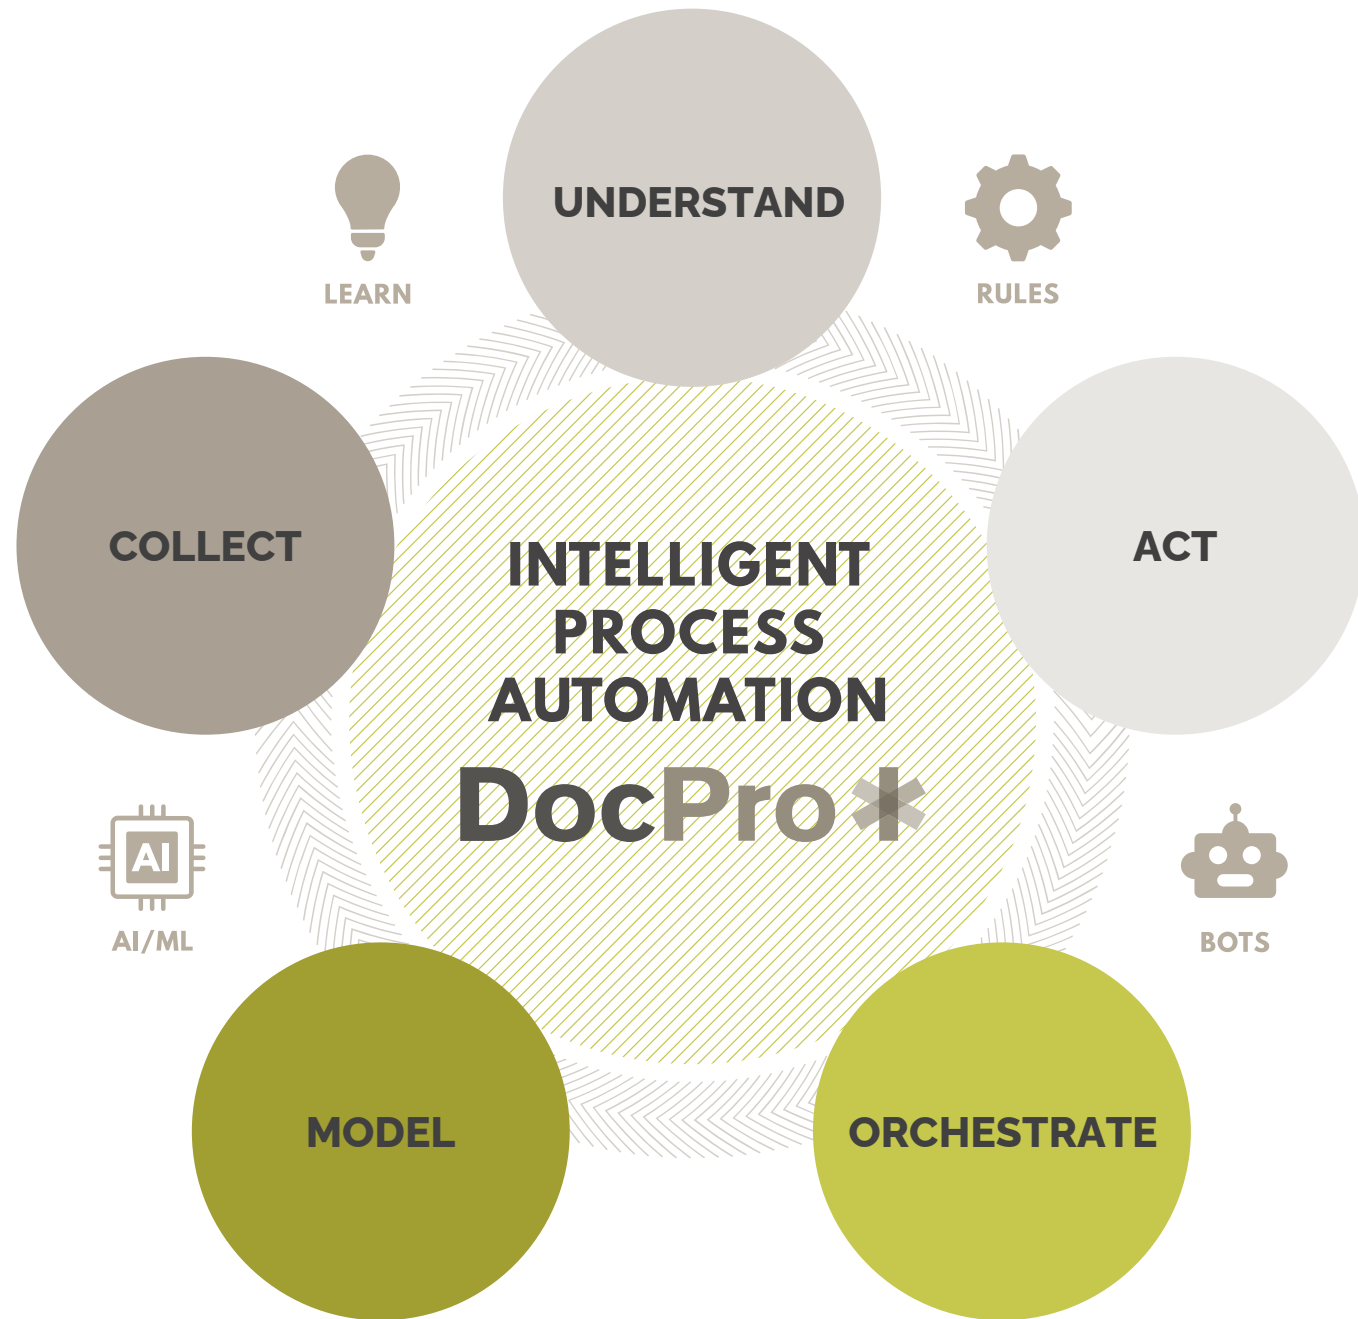 UNDERSTAND
LEARN
RULES
COLLECT
ACT
INTELLIGENT
PROCESS
AUTOMATION
DocPro
AI
AI/ML
BOTS
MODEL
ORCHESTRATE